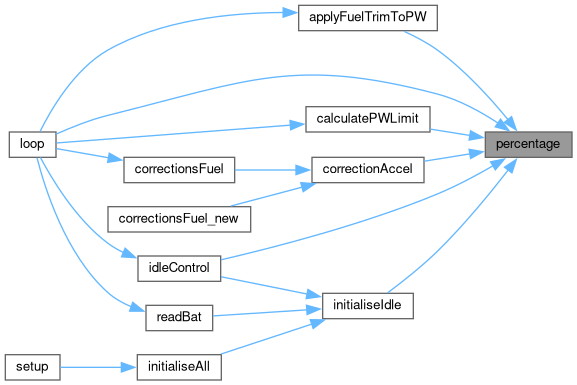 applyFuelTrimToPW
calculatePWLimit
loop
percentage
correctionsFuel
correctionAccel
correctionsFuel_new
idleControl
initialiseIdle
readBat
setup
initialiseAll